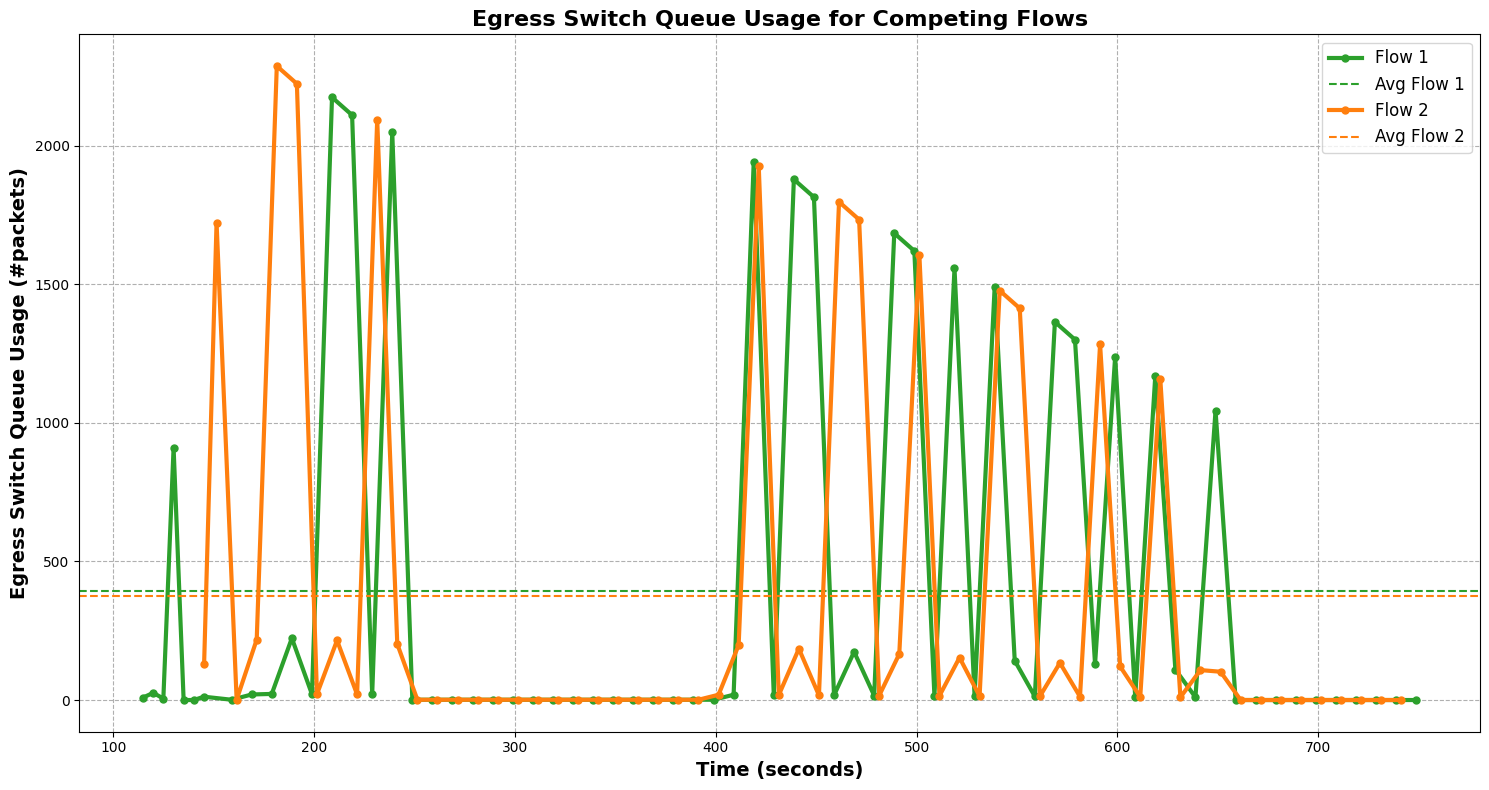 Egress Switch Queue Usage for Competing Flows
Flow 1
Avg Flow 1
Flow 2
Avg Flow 2
Egress Switch Queue Usage (#packets)
2000
1500
1000
500
0
100 200 300 400 500 600 700
Time (seconds)